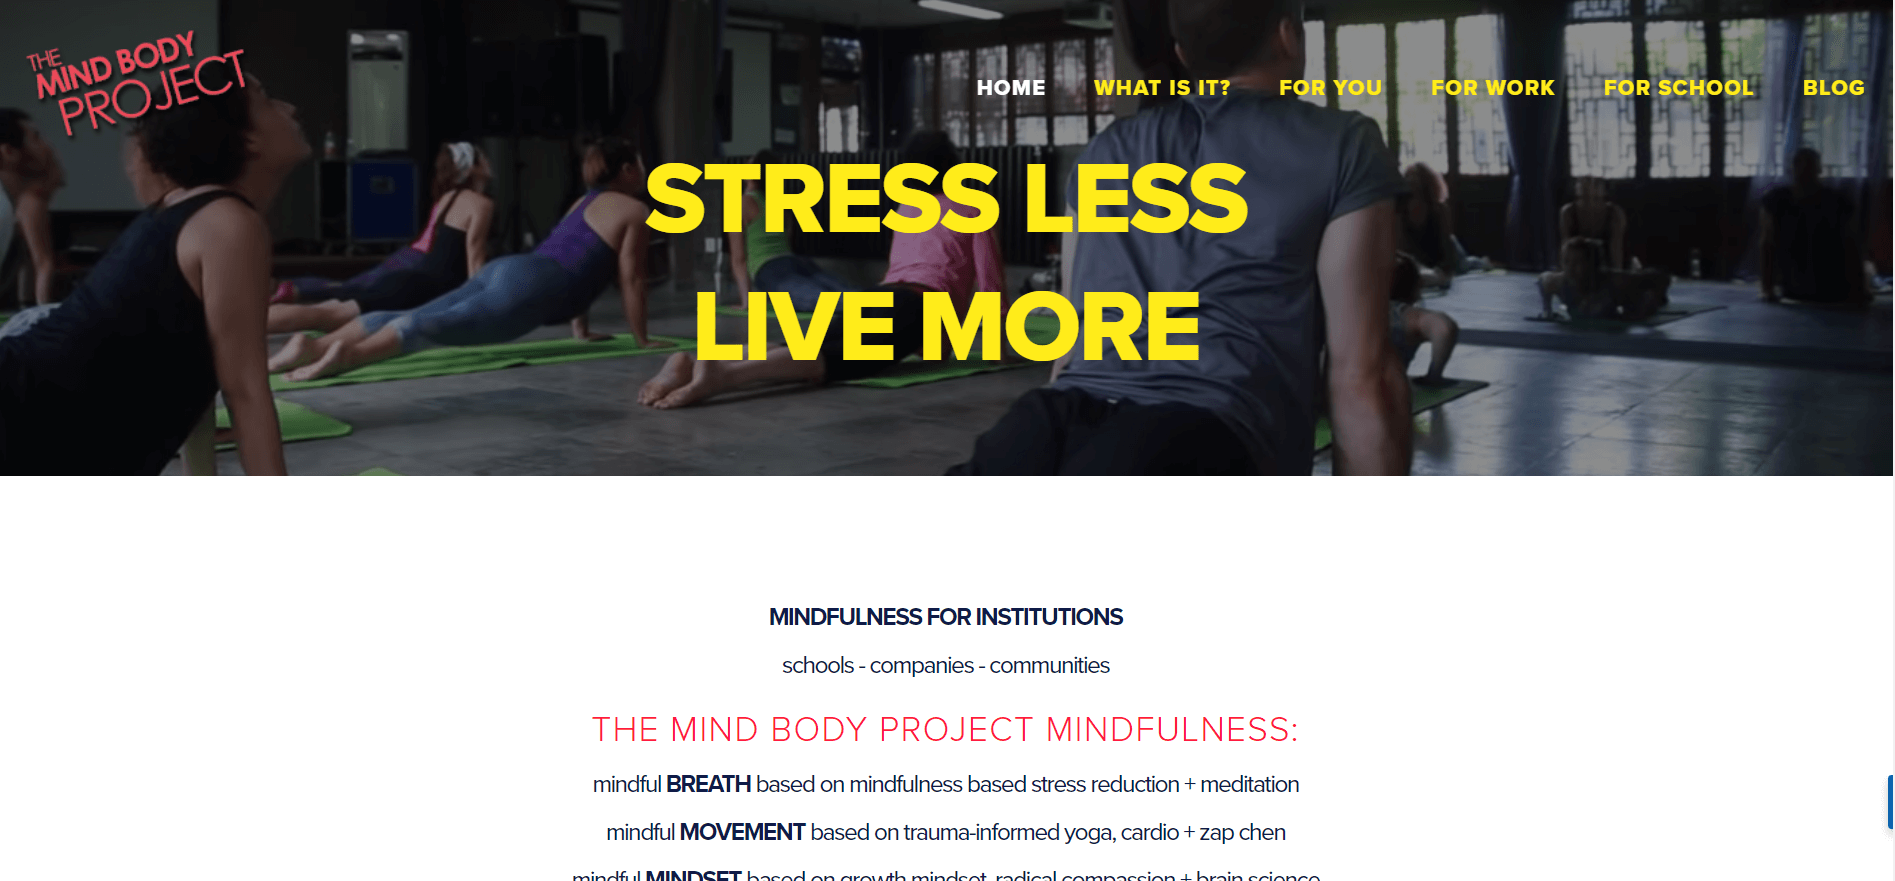 THE
MIND BODY
PROJECT
HOME WHAT IS IT? FOR YOU FOR WORK FOR SCHOOL BLOG
STRESS LESS
LIVE MORE
MINDFULNESS FOR INSTITUTIONS
schools - companies - communities
THE MIND BODY PROJECT MINDFULNESS:
mindful BREATH based on mindfulness based stress reduction + meditation
mindful MOVEMENT based on trauma-informed yoga, cardio + zap chen
mindful MINDSET based on growth mindset, radical compassion + brain science